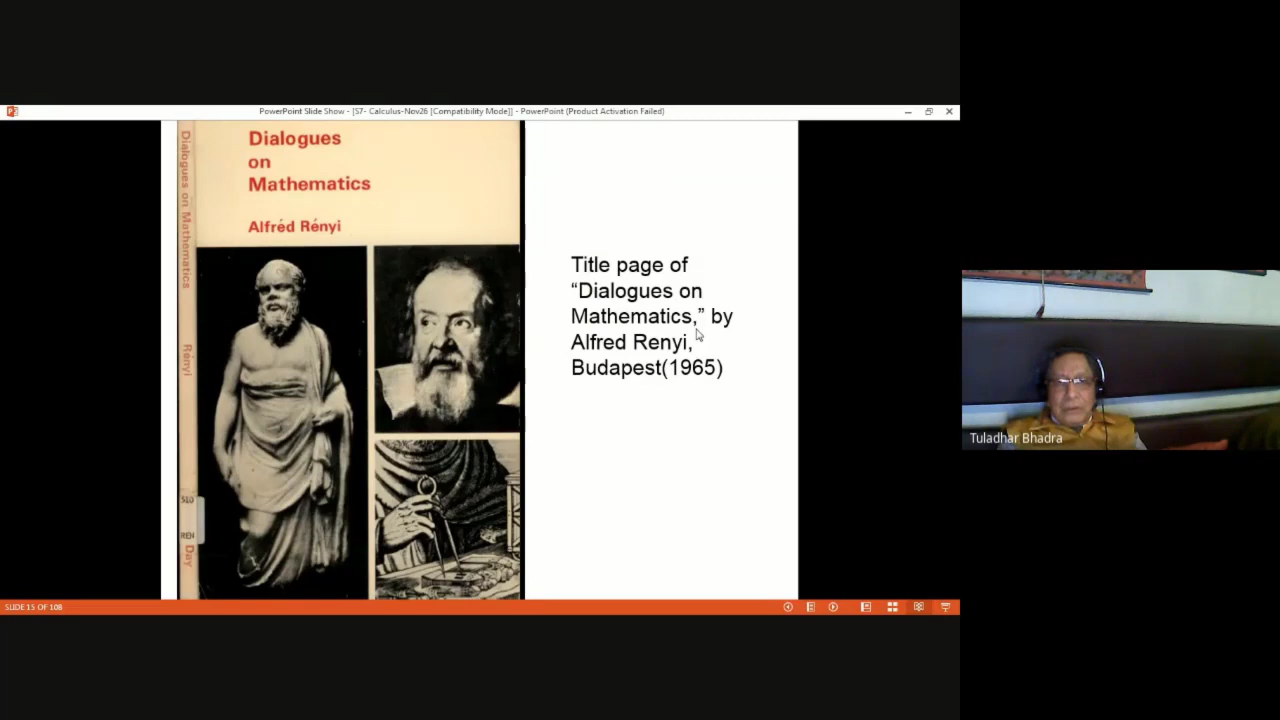 PowerPoint Slide Show - [S7- Calculus-Nov26 [Compatibility Mode]] - PowerPoint (Product Activation Failed)
Dialogues on Mathematics
Rényi
510
REN
Day
Dialogues
on
Mathematics
Alfréd Rényi
Title page of
“Dialogues on
Mathematics,” by
Alfred Renyi,
Budapest(1965)
Tuladhar Bhadra
SLIDE 15 OF 108